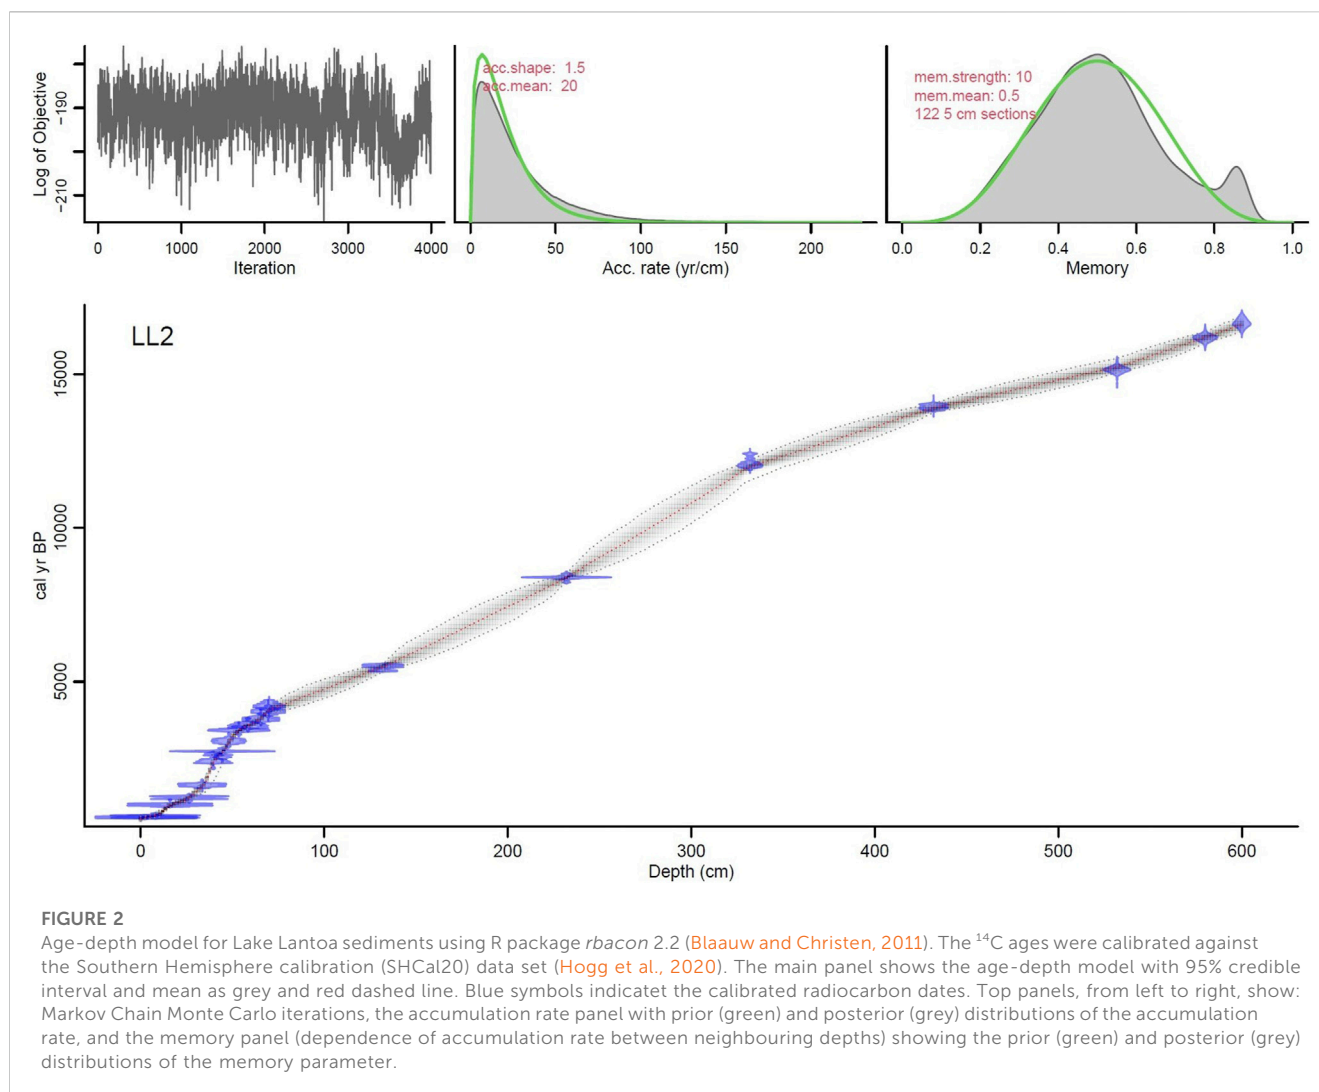 Log of Objective
-190
-210
0
1000
2000
3000
4000
Iteration
acc.shape: 1.5
acc.mean: 20
0
50
100
150
200
Acc. rate (yr/cm)
mem.strength: 10
mem.mean: 0.5
122 5 cm sections
0.0
0.2
0.4
0.6
0.8
1.0
Memory
LL2
cal yr BP
15000
10000
5000
0
100
200
300
400
500
600
Depth (cm)
FIGURE 2
Age-depth model for Lake Lantoa sediments using R package rbacon 2.2 (Blaauw and Christen, 2011). The ¹⁴C ages were calibrated against
the Southern Hemisphere calibration (SHCal20) data set (Hogg et al., 2020). The main panel shows the age-depth model with 95% credible
interval and mean as grey and red dashed line. Blue symbols indicatet the calibrated radiocarbon dates. Top panels, from left to right, show:
Markov Chain Monte Carlo iterations, the accumulation rate panel with prior (green) and posterior (grey) distributions of the accumulation
rate, and the memory panel (dependence of accumulation rate between neighbouring depths) showing the prior (green) and posterior (grey)
distributions of the memory parameter.